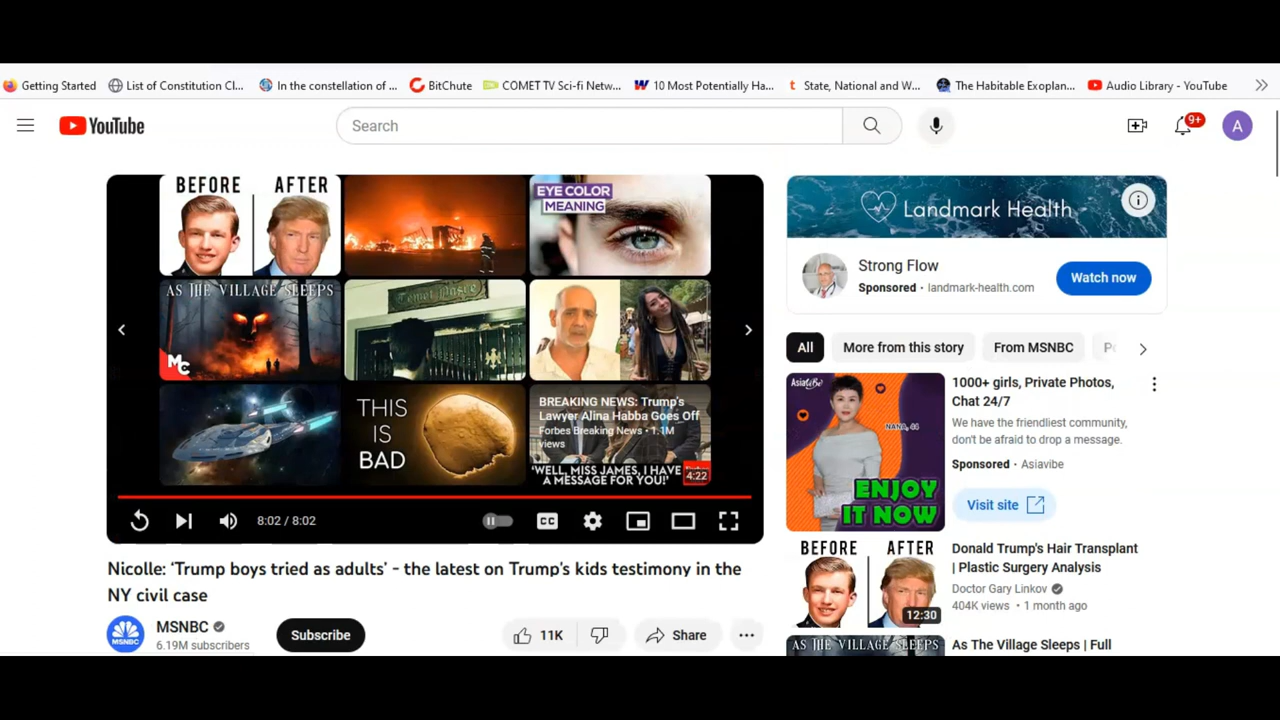 Getting Started
List of Constitution Cl...
In the constellation of ...
BitChute
COMET TV Sci-fi Netw...
10 Most Potentially Ha...
State, National and W...
The Habitable Exoplan...
Audio Library - YouTube
YouTube
Search
9+
A
BEFORE AFTER
EYE COLOR
MEANING
AS THE VILLAGE SLEEPS
MC
THIS
IS
BAD
BREAKING NEWS: Trump's
Lawyer Alina Habba Goes Off
Forbes Breaking News • 1.1M
views
'WELL, MISS JAMES, I HAVE
A MESSAGE FOR YOU!'
4:22
8:02 / 8:02
CC
Nicolle: ‘Trump boys tried as adults’ - the latest on Trump's kids testimony in the
NY civil case
MSNBC
MSNBC
6.19M subscribers
Subscribe
11K
Share
Landmark Health
Strong Flow
Sponsored • landmark-health.com
Watch now
All
More from this story
From MSNBC
AsiaVibe
NANA, 44
ENJOY
IT NOW
1000+ girls, Private Photos,
Chat 24/7
We have the friendliest community,
don't be afraid to drop a message.
Sponsored • Asiavibe
Visit site
BEFORE AFTER
12:30
Donald Trump's Hair Transplant
| Plastic Surgery Analysis
Doctor Gary Linkov
404K views • 1 month ago
AS THE VILLAGE SLEEPS
As The Village Sleeps | Full